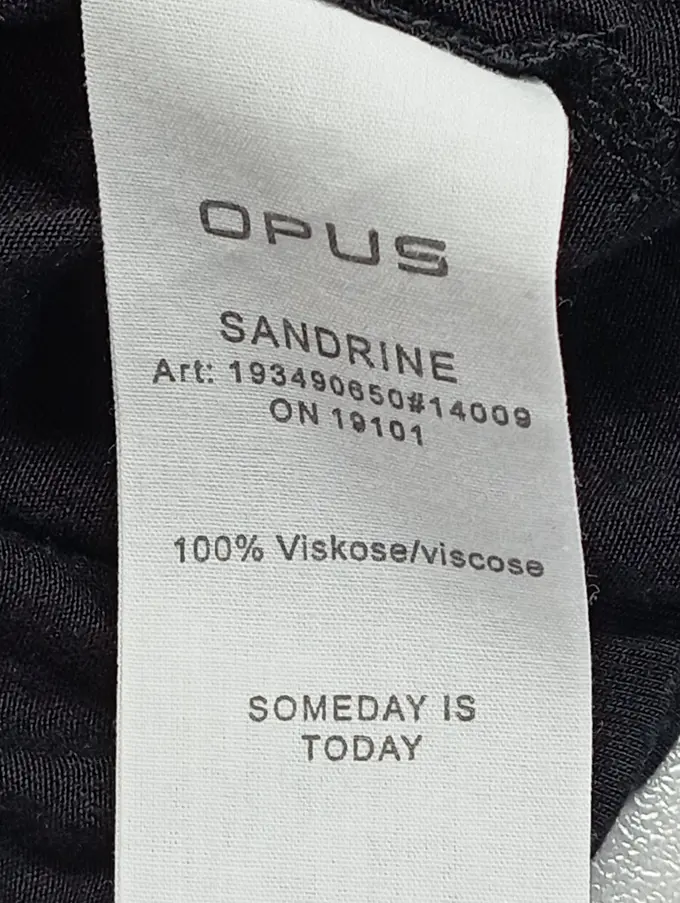 OPUS
SANDRINE
Art: 193490650#14009
ON 19101
100% Viskose/viscose
SOMEDAY IS
TODAY